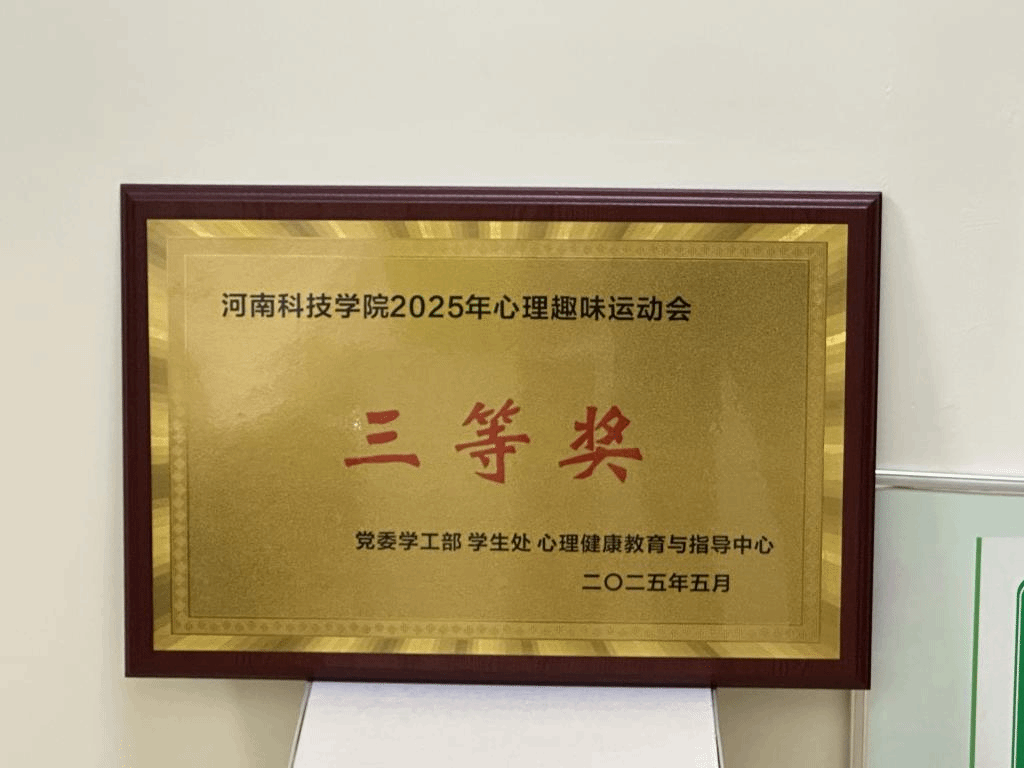 河南科技学院2025年心理趣味运动会
三等奖
党委学工部 学生处 心理健康教育与指导中心
二〇二五年五月